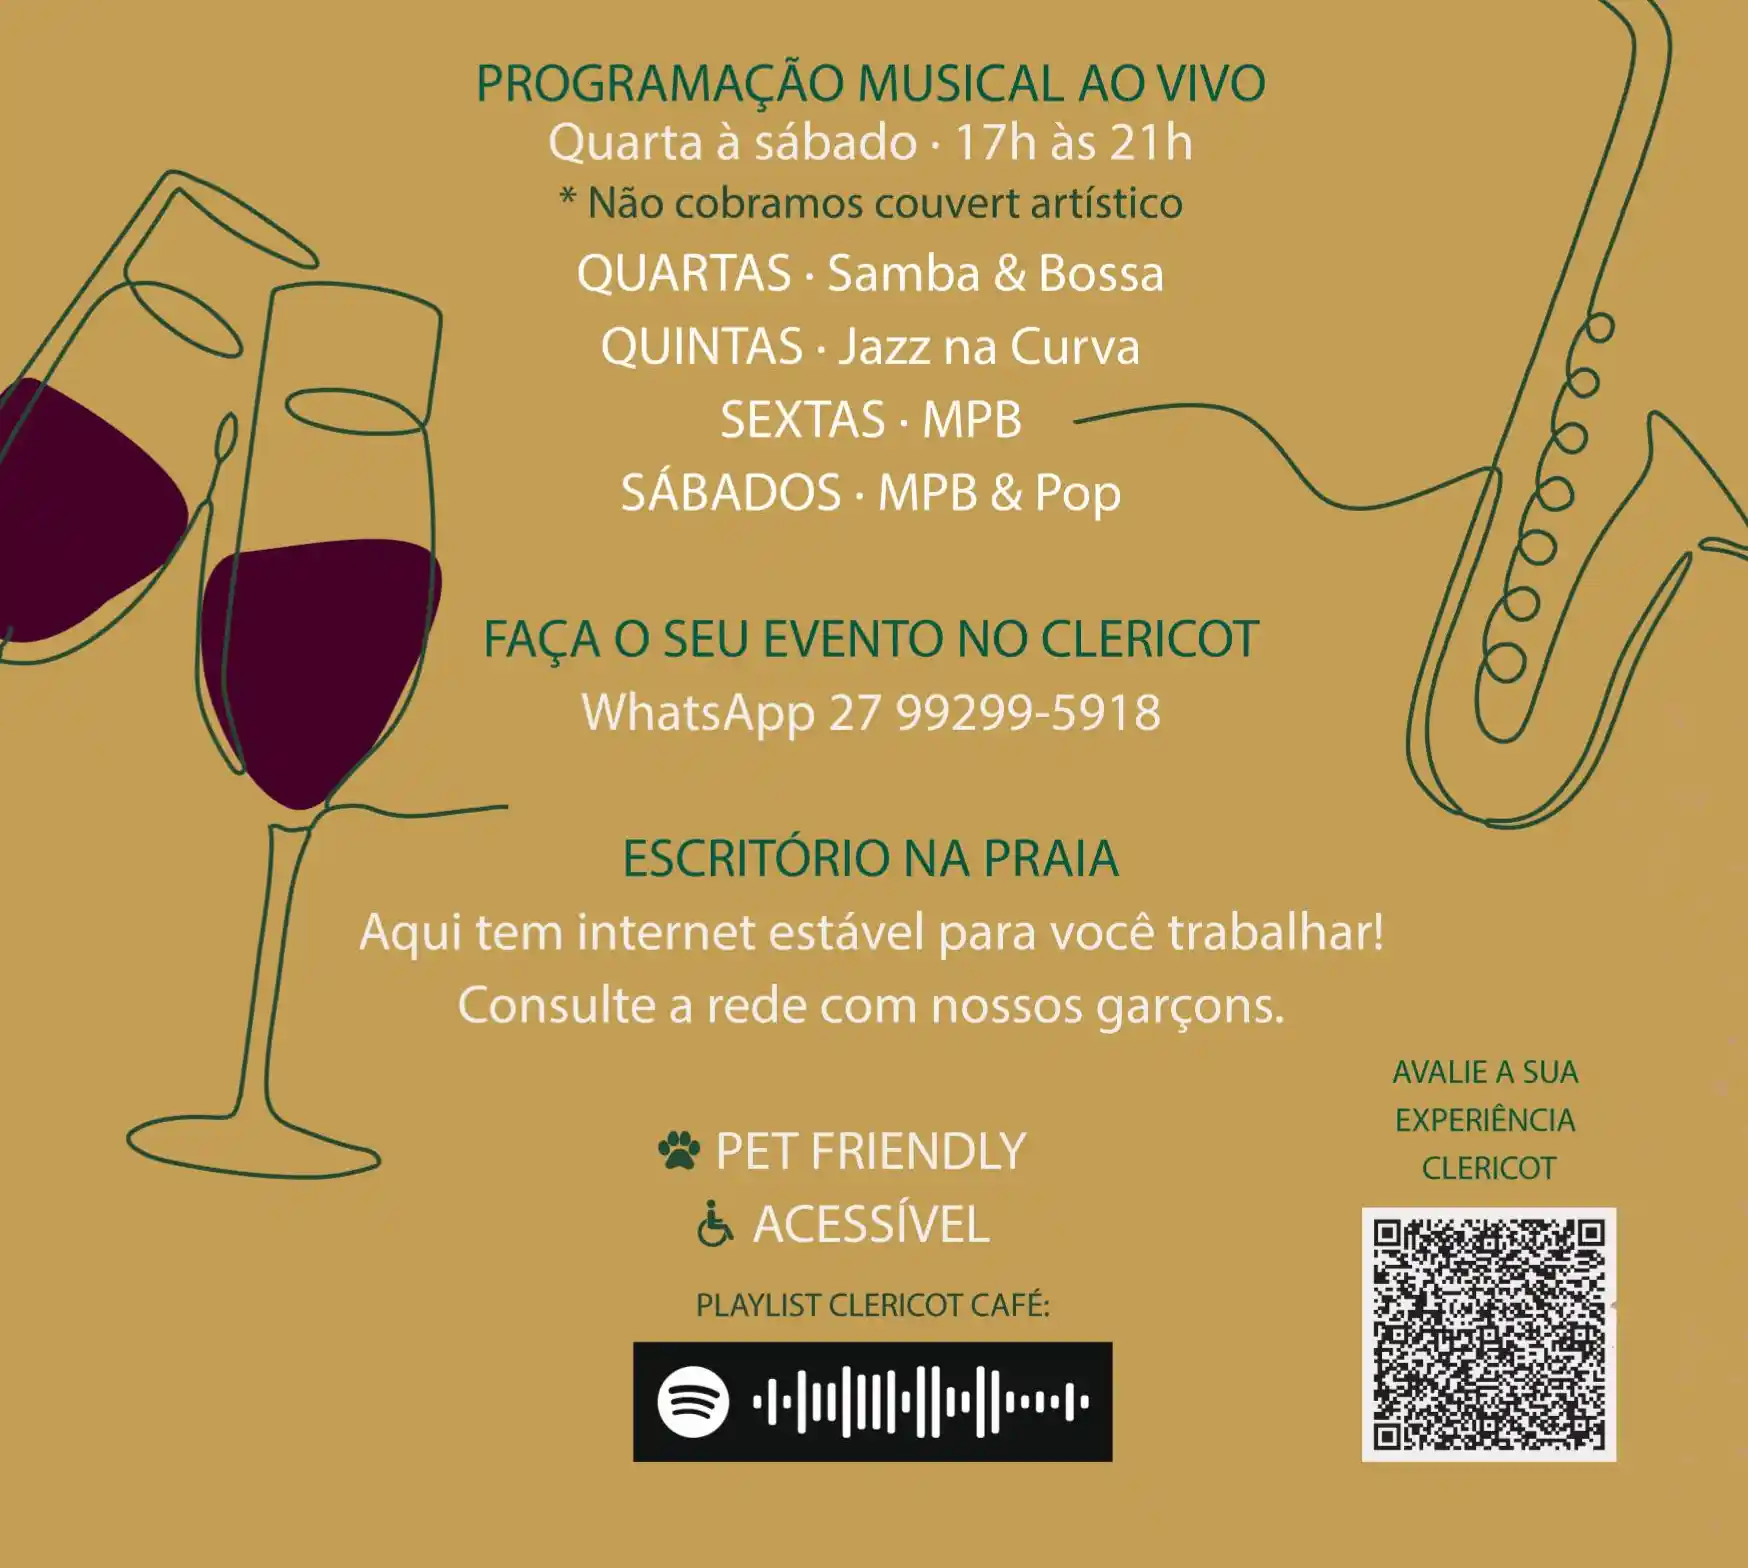 PROGRAMAÇÃO MUSICAL AO VIVO
Quarta à sábado · 17h às 21h
* Não cobramos couvert artístico
QUARTAS · Samba & Bossa
QUINTAS · Jazz na Curva
SEXTAS · MPB
SÁBADOS · MPB & Pop
FAÇA O SEU EVENTO NO CLERICOT
WhatsApp 27 99299-5918
ESCRITÓRIO NA PRAIA
Aqui tem internet estável para você trabalhar!
Consulte a rede com nossos garçons.
PET FRIENDLY
ACESSÍVEL
PLAYLIST CLERICOT CAFÉ:
AVALIE A SUA
EXPERIÊNCIA
CLERICOT